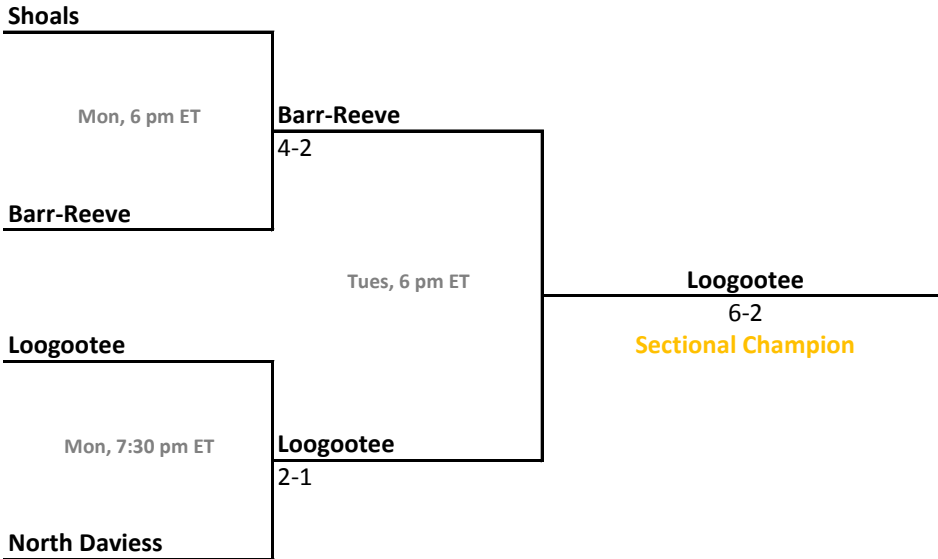 Shoals
Mon, 6 pm ET
Barr-Reeve
4-2
Barr-Reeve
Tues, 6 pm ET
Loogootee
6-2
Sectional Champion
Loogootee
Mon, 7:30 pm ET
Loogootee
2-1
North Daviess